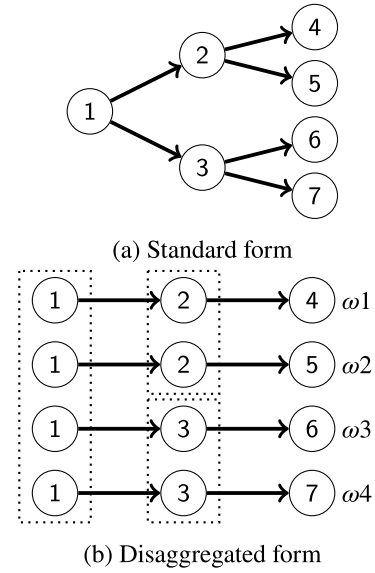 4
2
5
1
6
3
7
(a) Standard form
1 2 4 ω1
1 2 5 ω2
1 3 6 ω3
1 3 7 ω4
(b) Disaggregated form